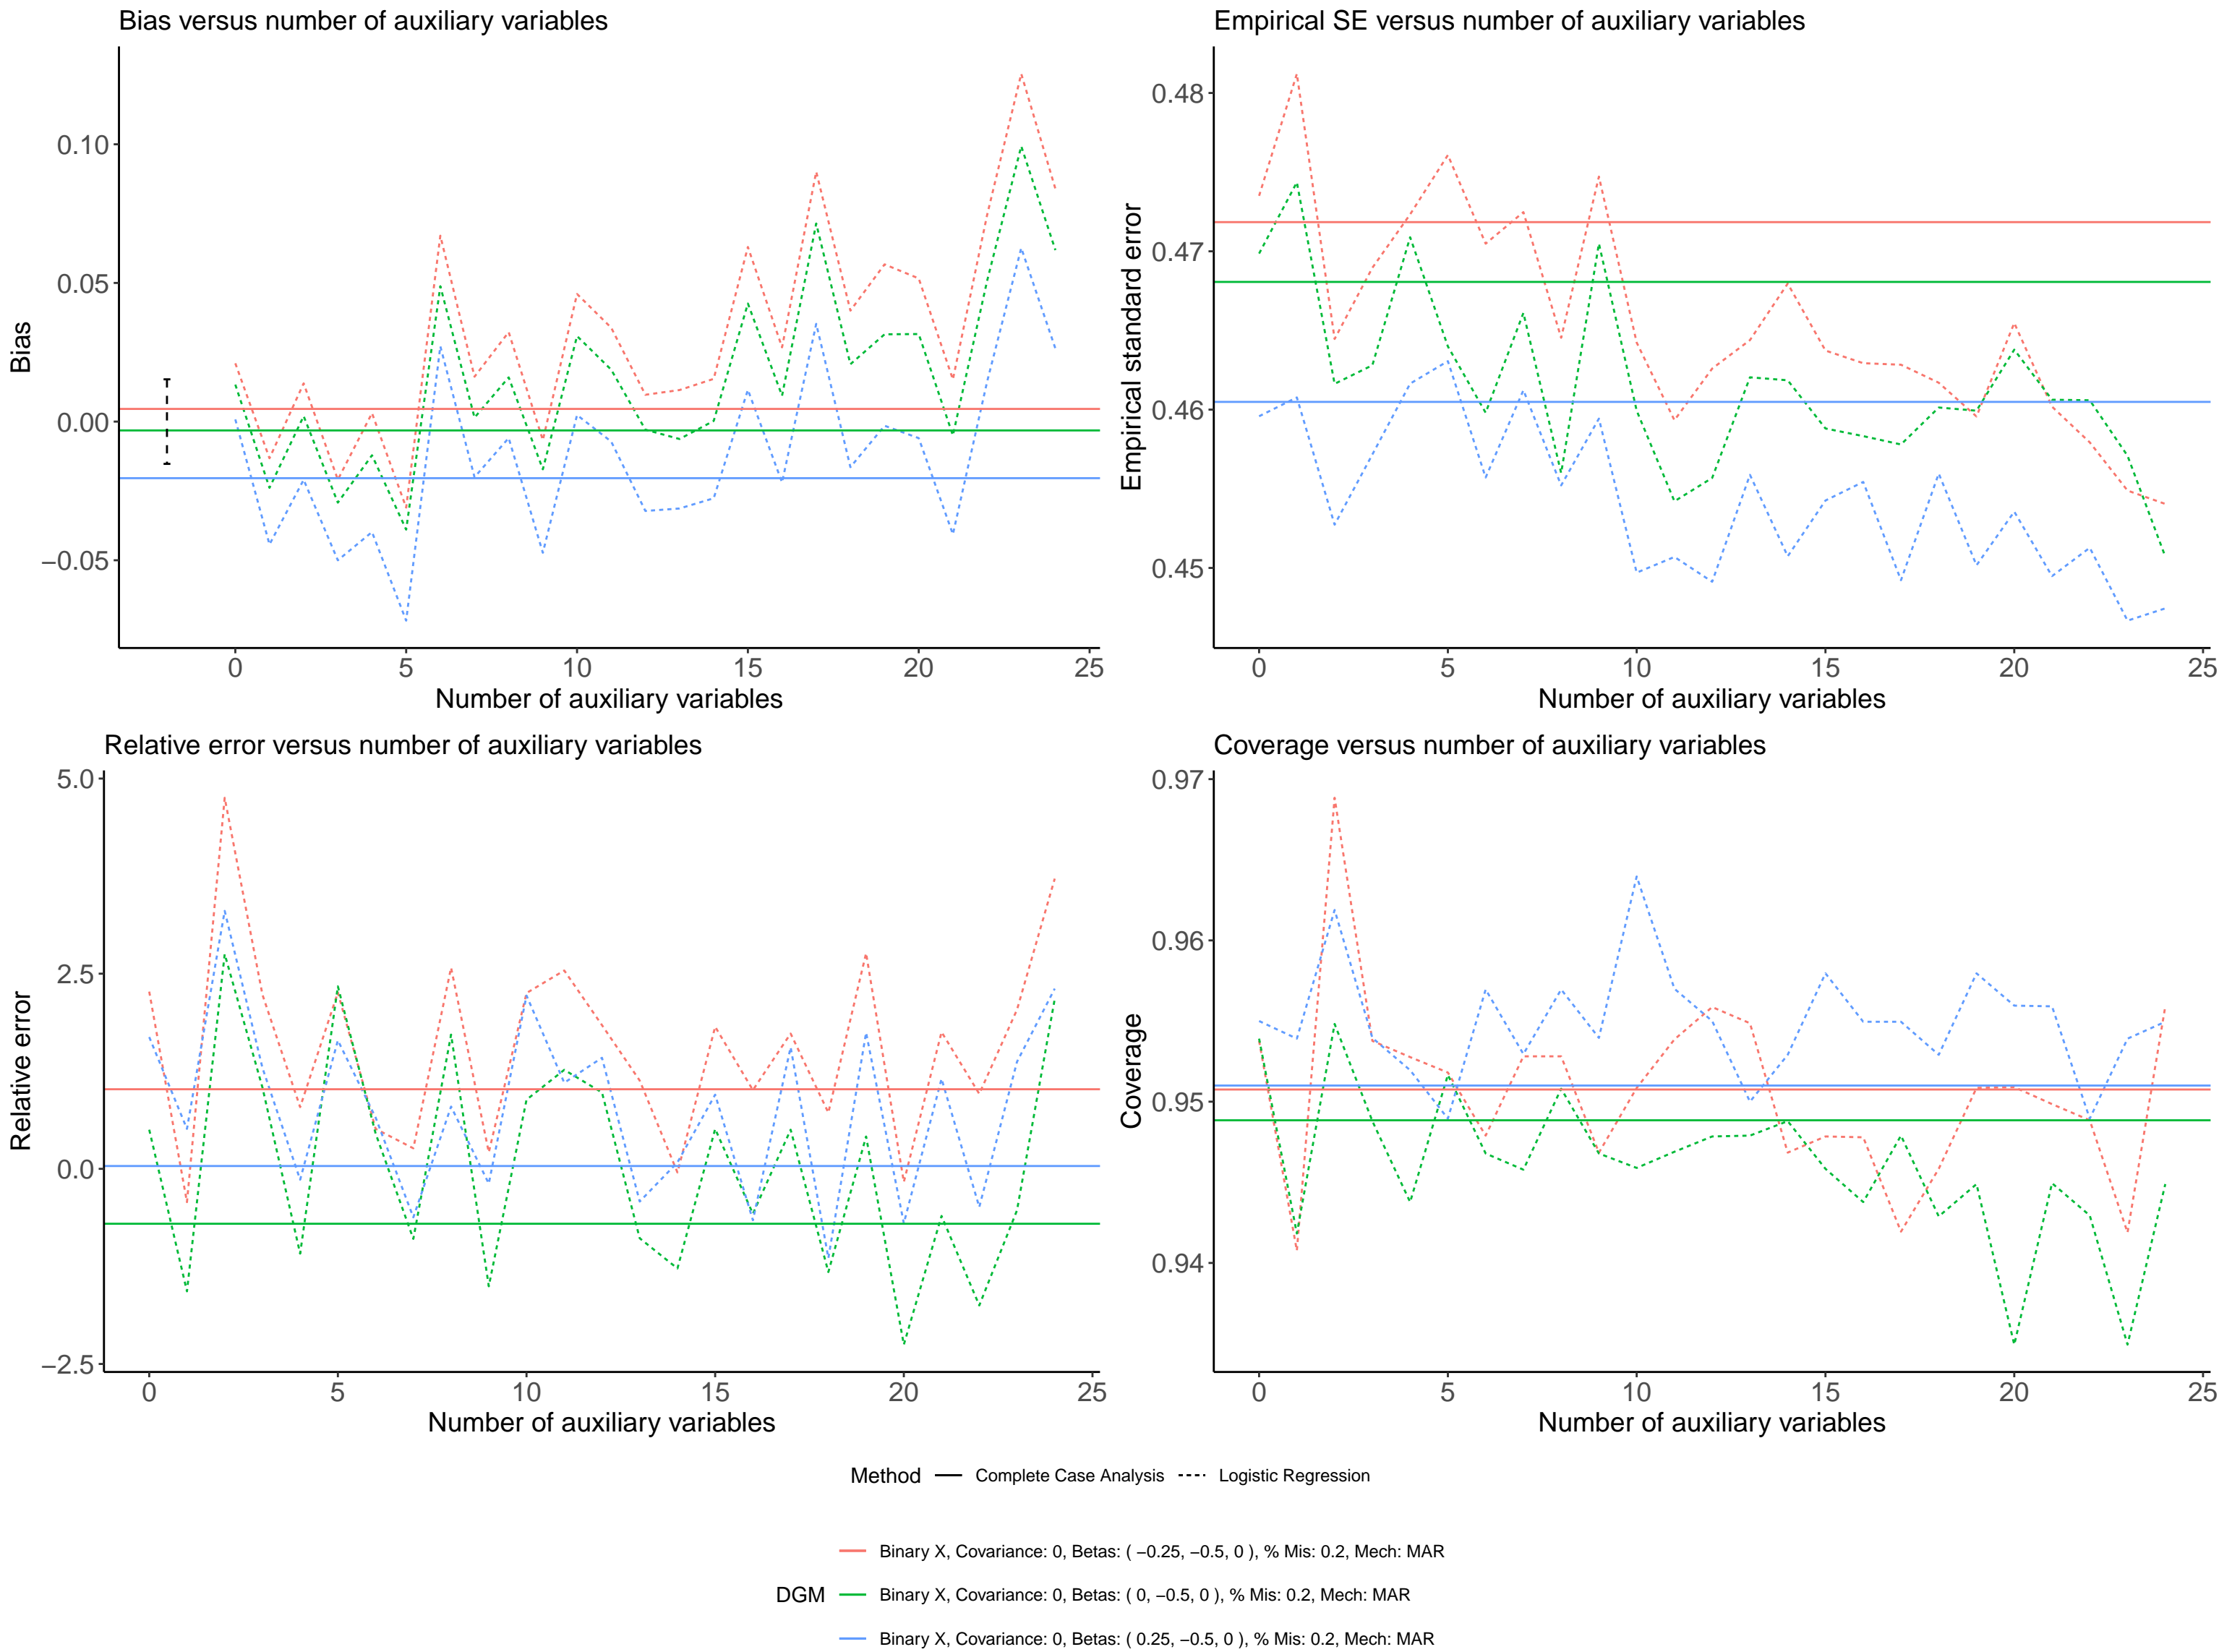 Bias versus number of auxiliary variables
0.10
0.05
0.00
−0.05
Bias
0 5 10 15 20 25
Number of auxiliary variables
Empirical SE versus number of auxiliary variables
0.48
0.47
0.46
0.45
Empirical standard error
0 5 10 15 20 25
Number of auxiliary variables
Relative error versus number of auxiliary variables
5.0
2.5
0.0
−2.5
Relative error
0 5 10 15 20 25
Number of auxiliary variables
Coverage versus number of auxiliary variables
0.97
0.96
0.95
0.94
Coverage
0 5 10 15 20 25
Number of auxiliary variables
Method Complete Case Analysis Logistic Regression
DGM
Binary X, Covariance: 0, Betas: ( −0.25, −0.5, 0 ), % Mis: 0.2, Mech: MAR
Binary X, Covariance: 0, Betas: ( 0, −0.5, 0 ), % Mis: 0.2, Mech: MAR
Binary X, Covariance: 0, Betas: ( 0.25, −0.5, 0 ), % Mis: 0.2, Mech: MAR